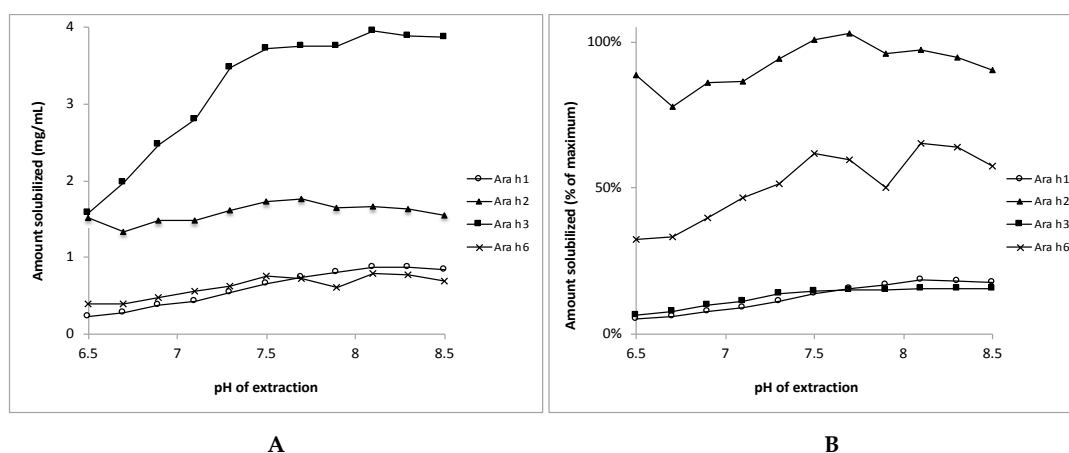 4
3
2
1
0
6.5 7 7.5 8 8.5
Amount solubilized (mg/mL)
pH of extraction
Ara h1
Ara h2
Ara h3
Ara h6
A
100%
50%
0%
6.5 7 7.5 8 8.5
Amount solubilized (% of maximum)
pH of extraction
Ara h1
Ara h2
Ara h3
Ara h6
B